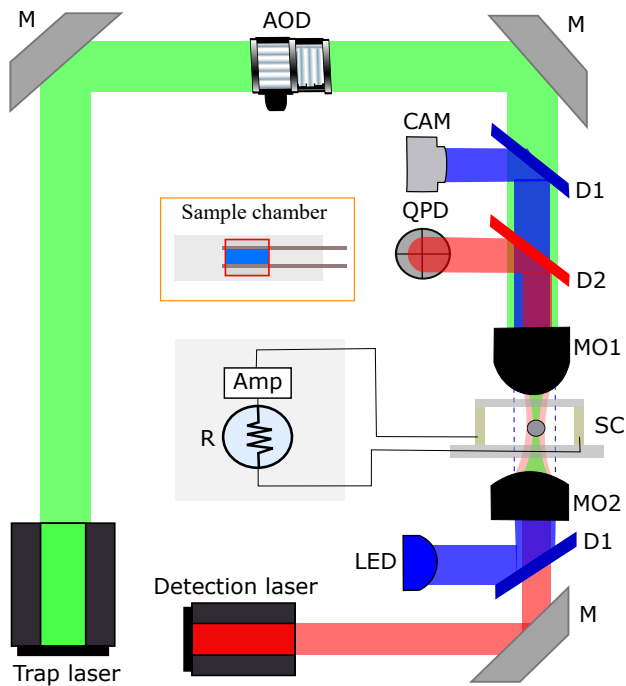 M
AOD
M
CAM
D1
Sample chamber
QPD
D2
MO1
Amp
R
SC
MO2
D1
LED
Detection laser
M
Trap laser